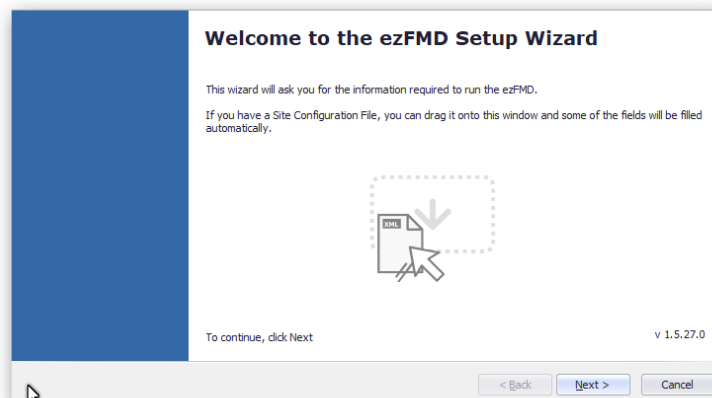 Welcome to the ezFMD Setup Wizard
This wizard will ask you for the information required to run the ezFMD.
If you have a Site Configuration File, you can drag it onto this window and some of the fields will be filled
automatically.
XML
To continue, click Next
v 1.5.27.0
< Back
Next >
Cancel